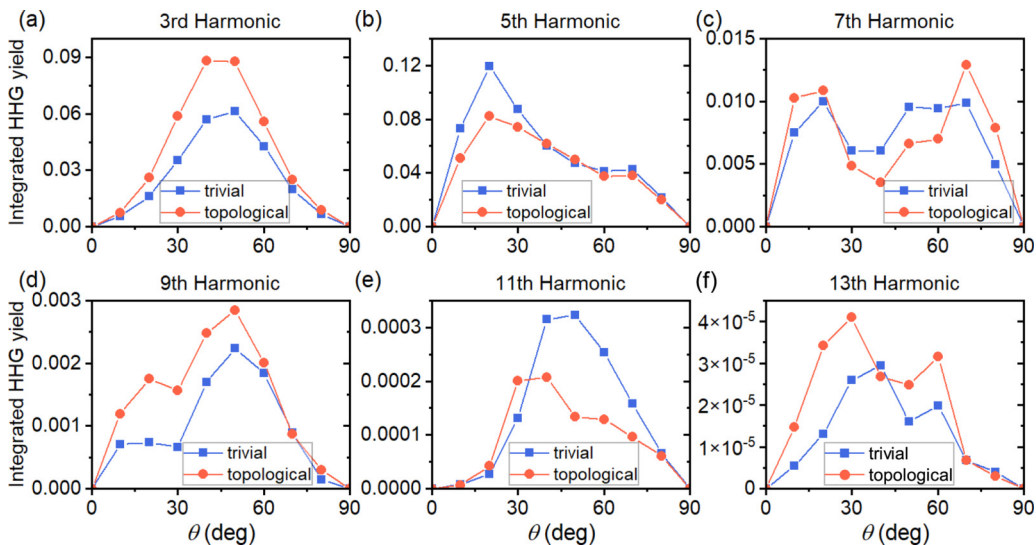 (a) 3rd Harmonic
Integrated HHG yield
0.09
0.06
0.03
0.00
trivial
topological
0 30 60 90
(b) 5th Harmonic
0.12
0.08
0.04
0.00
trivial
topological
0 30 60 90
(c) 7th Harmonic
0.015
0.010
0.005
0.000
trivial
topological
0 30 60 90
(d) 9th Harmonic
Integrated HHG yield
0.003
0.002
0.001
0.000
trivial
topological
0 30 60 90
θ (deg)
(e) 11th Harmonic
0.0003
0.0002
0.0001
0.0000
trivial
topological
0 30 60 90
θ (deg)
(f) 13th Harmonic
4×10⁻⁵
3×10⁻⁵
2×10⁻⁵
1×10⁻⁵
0
trivial
topological
0 30 60 90
θ (deg)